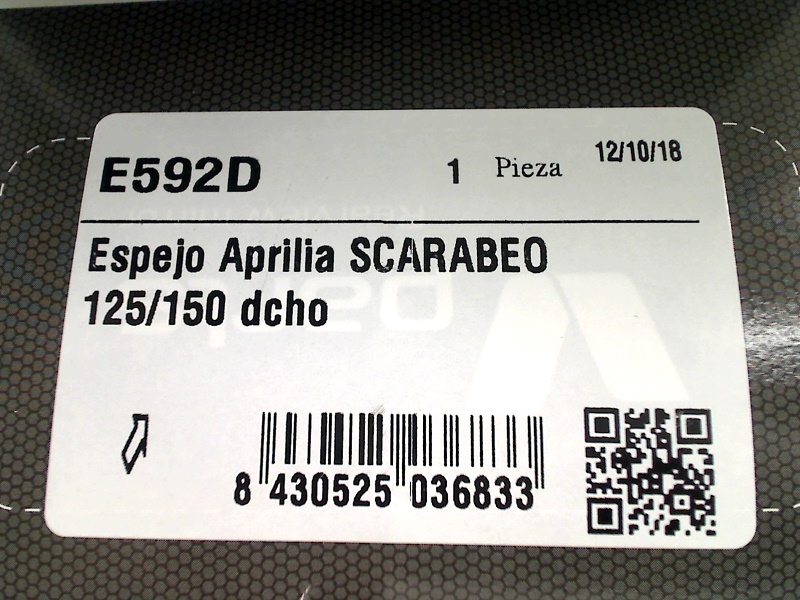 E592D 1 Pieza 12/10/18
Espejo Aprilia SCARABEO
125/150 dcho
8 430525 036833